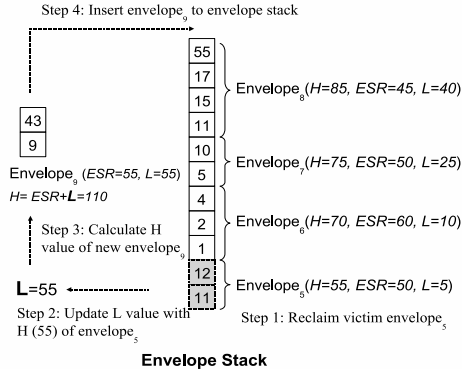 Step 4: Insert envelope9 to envelope stack
55
17
15
11
Envelope8(H=85, ESR=45, L=40)
43
9
10
5
Envelope7(H=75, ESR=50, L=25)
Envelope9 (ESR=55, L=55)
H= ESR+L=110
4
2
1
Envelope6(H=70, ESR=60, L=10)
Step 3: Calculate H
value of new envelope9
12
11
Envelope5(H=55, ESR=50, L=5)
L=55
Step 2: Update L value with
H (55) of envelope5
Step 1: Reclaim victim envelope5
Envelope Stack